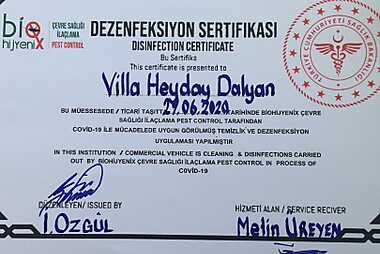 bio hijyenix
ÇEVRE SAĞLIĞI
İLAÇLAMA
PEST CONTROL
DEZENFEKSİYON SERTİFİKASI
DISINFECTION CERTIFICATE
Bu Sertifika
This certificate is presented to
Villa Heyday Dalyan
BU MÜESSESEDE / TİCARİ TAŞITT 27.06.2020 TARİHİNDE BİOHİJYENİX ÇEVRE
SAĞLIĞI İLAÇLAMA PEST CONTROL TARAFINDAN
COVİD-19 İLE MÜCADELEDE UYGUN GÖRÜLMÜŞ TEMİZLİK VE DEZENFEKSİYON
UYGULAMASI YAPILMIŞTIR
IN THIS INSTITUTION / COMMERCIAL VEHICLE IS CLEANING & DISINFECTIONS CARRIED
OUT BY BİOHİJYENİX ÇEVRE SAĞLIĞI İLAÇLAMA PEST CONTROL IN PROCESS OF
COVİD-19
DÜZENLEYEN/ISSUED BY
İ.ÖZGÜL
HİZMETİ ALAN / SERVICE RECIVER
Metin ÜREYEN
TÜRKİYE CUMHURİYETİ SAĞLIK BAKANLIĞI